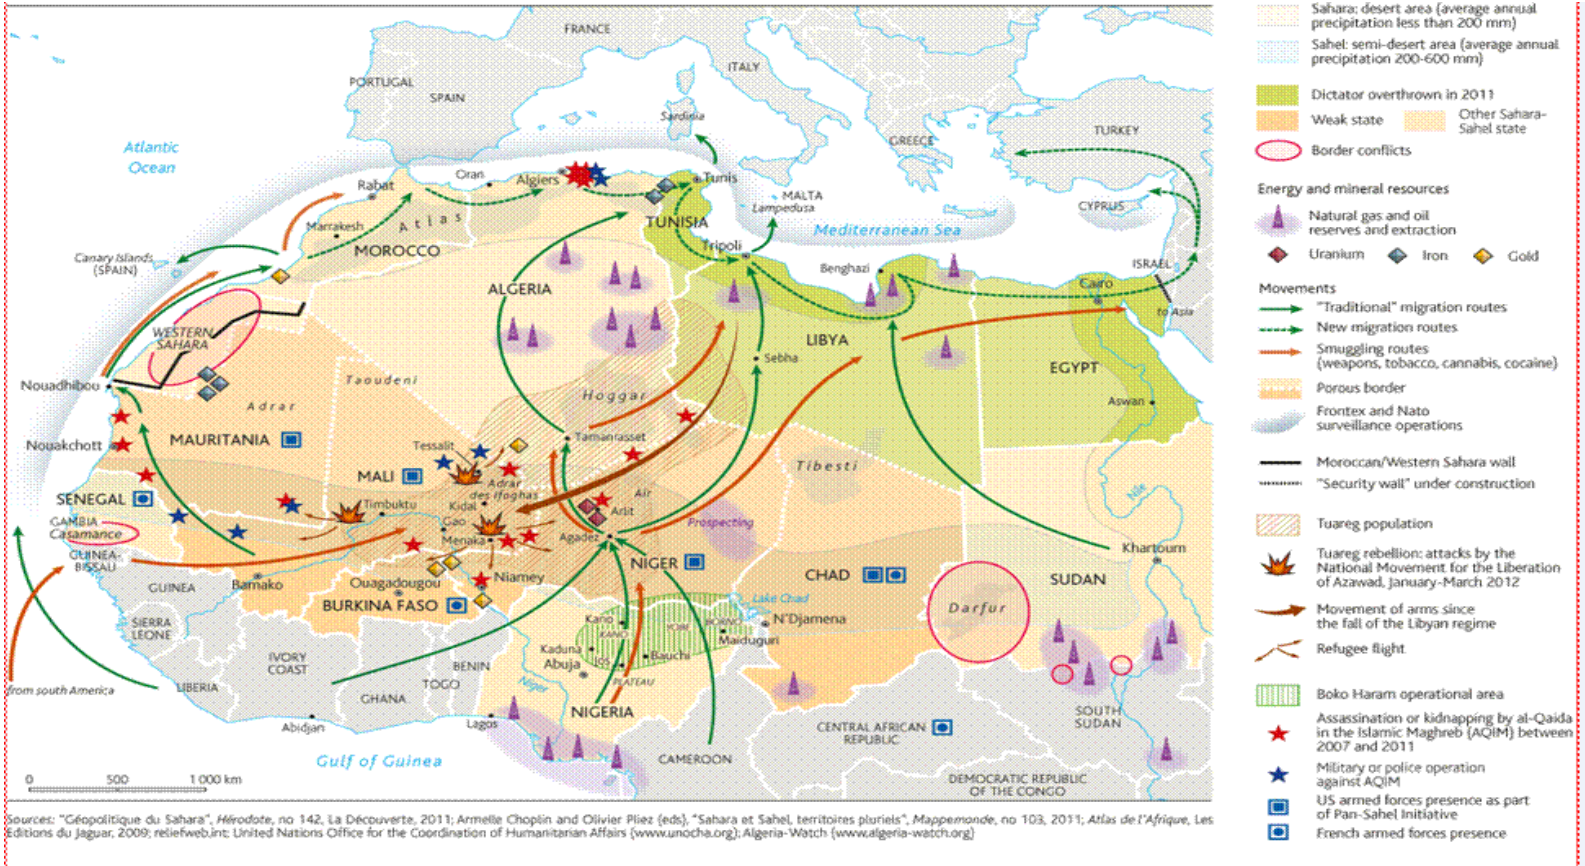 FRANCE
ITALY
PORTUGAL
SPAIN
Sardinia
GREECE
TURKEY
Atlantic
Ocean
Oran
Algiers
Tunis
Rabat
MALTA
Lampedusa
CYPRUS
Marrakesh
Atlas
TUNISIA
Mediterranean Sea
MOROCCO
Tripoli
Canary Islands
(SPAIN)
Benghazi
ISRAEL
Cairo
ALGERIA
to Asia
WESTERN
SAHARA
LIBYA
Sebha
EGYPT
Nouadhibou
Taoudeni
Hoggar
Adrar
Aswan
Nouakchott
MAURITANIA
Tessalit
Tamanrasset
MALI
Tibesti
Adrar
des Ifoghas
SENEGAL
Timbuktu
Kidal
Air
Arlit
Nile
GAMBIA
Casamance
Gao
Menaka
Agadez
Prospecting
GUINEA-
BISSAU
Khartoum
NIGER
CHAD
SUDAN
GUINEA
Bamako
Ouagadougou
Niamey
BURKINA FASO
Lake Chad
Darfur
SIERRA
LEONE
Kano
KANO
YOBE
BORNO
N'Djamena
Maiduguri
IVORY
COAST
Kaduna
Abuja
Jos
Bauchi
BENIN
TOGO
GHANA
Niger
PLATEAU
from south America
LIBERIA
NIGERIA
SOUTH
SUDAN
Abidjan
Lagos
CENTRAL AFRICAN
REPUBLIC
Gulf of Guinea
CAMEROON
DEMOCRATIC REPUBLIC
OF THE CONGO
0 500 1 000 km
Sources: "Géopolitique du Sahara", Hérodote, no 142, La Découverte, 2011; Armelle Choplin and Olivier Pliez (eds), "Sahara et Sahel, territoires pluriels", Mappemonde, no 103, 2011; Atlas de l'Afrique, Les
Editions du Jaguar, 2009; reliefweb.int; United Nations Office for the Coordination of Humanitarian Affairs (www.unocha.org); Algeria-Watch (www.algeria-watch.org)
Sahara: desert area (average annual
precipitation less than 200 mm)
Sahel: semi-desert area (average annual
precipitation 200-600 mm)
Dictator overthrown in 2011
Weak state
Other Sahara-
Sahel state
Border conflicts
Energy and mineral resources
Natural gas and oil
reserves and extraction
Uranium
Iron
Gold
Movements
"Traditional" migration routes
New migration routes
Smuggling routes
(weapons, tobacco, cannabis, cocaine)
Porous border
Frontex and Nato
surveillance operations
Moroccan/Western Sahara wall
"Security wall" under construction
Tuareg population
Tuareg rebellion: attacks by the
National Movement for the Liberation
of Azawad, January-March 2012
Movement of arms since
the fall of the Libyan regime
Refugee flight
Boko Haram operational area
Assassination or kidnapping by al-Qaida
in the Islamic Maghreb (AQIM) between
2007 and 2011
Military or police operation
against AQIM
US armed forces presence as part
of Pan-Sahel Initiative
French armed forces presence